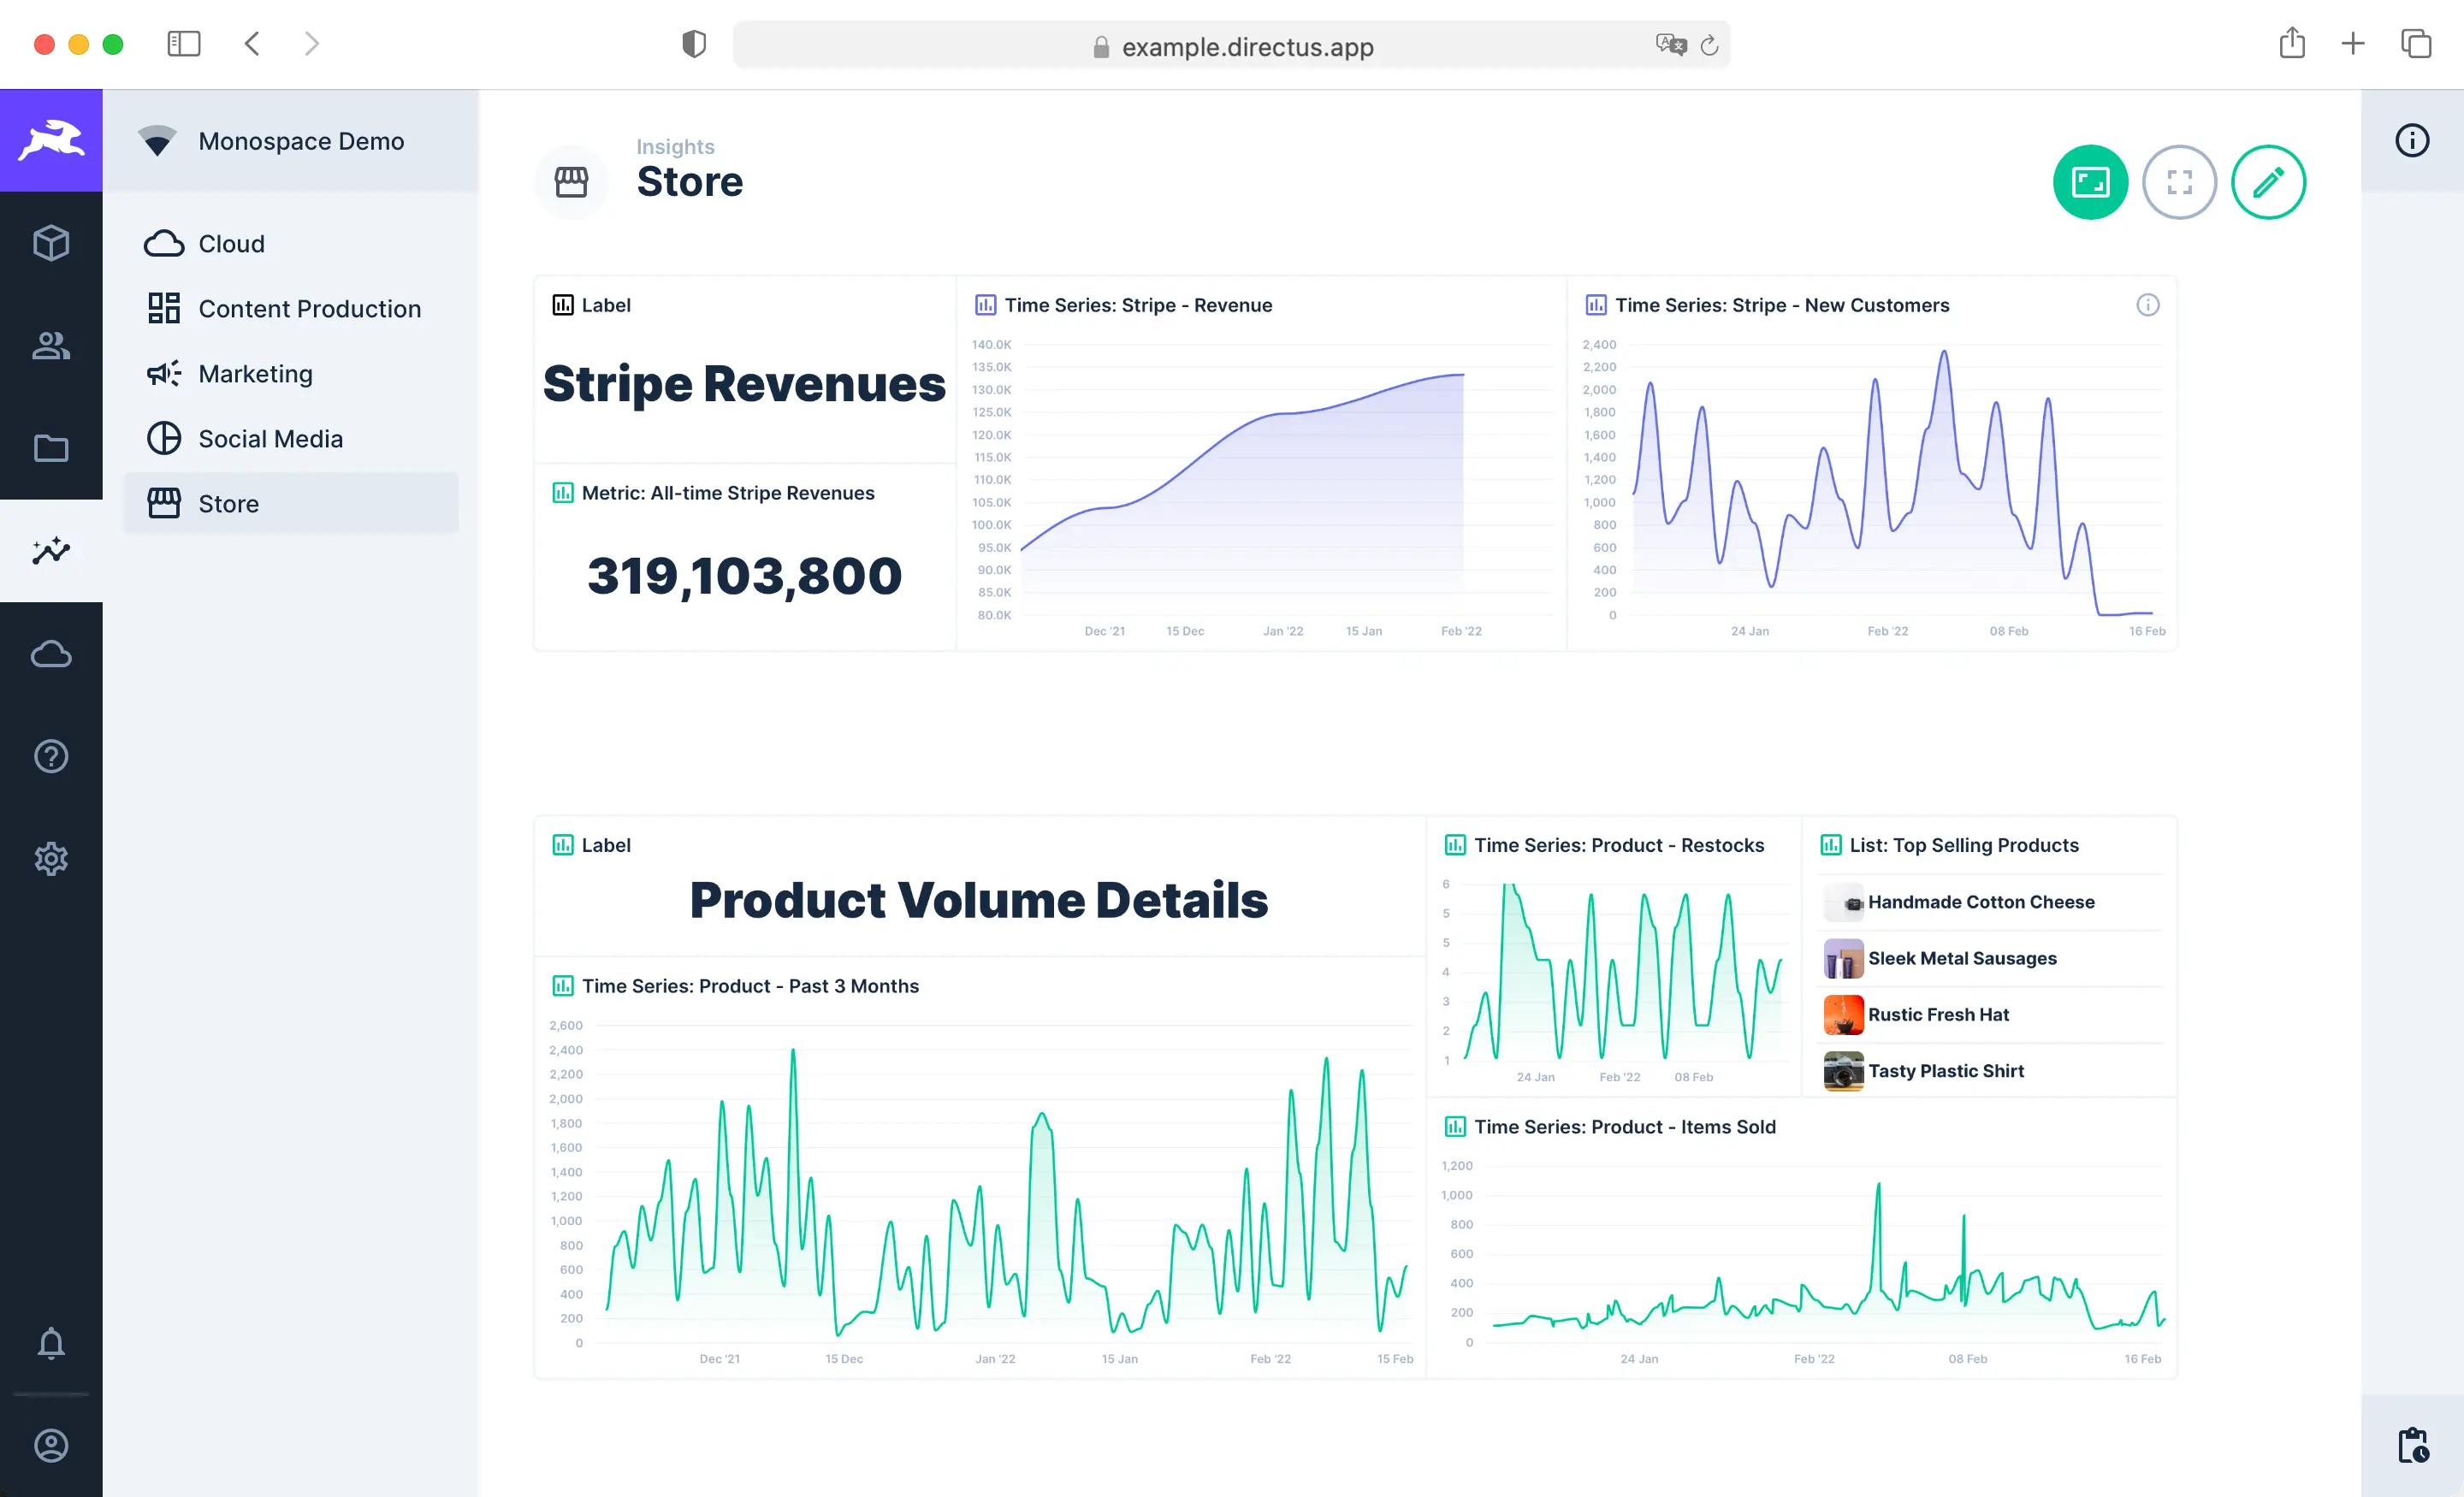 example.directus.app
Monospace Demo
Cloud
Content Production
Marketing
Social Media
Store
Insights
Store
Label
Stripe Revenues
Metric: All-time Stripe Revenues
319,103,800
Time Series: Stripe - Revenue
140.0K
135.0K
130.0K
125.0K
120.0K
115.0K
110.0K
105.0K
100.0K
95.0K
90.0K
85.0K
80.0K
Dec '21 15 Dec Jan '22 15 Jan Feb '22
Time Series: Stripe - New Customers
2,400
2,200
2,000
1,800
1,600
1,400
1,200
1,000
800
600
400
200
0
24 Jan Feb '22 08 Feb 16 Feb
Label
Product Volume Details
Time Series: Product - Past 3 Months
2,600
2,400
2,200
2,000
1,800
1,600
1,400
1,200
1,000
800
600
400
200
0
Dec '21 15 Dec Jan '22 15 Jan Feb '22 15 Feb
Time Series: Product - Restocks
6
5
5
4
3
2
1
24 Jan Feb '22 08 Feb
List: Top Selling Products
Handmade Cotton Cheese
Sleek Metal Sausages
Rustic Fresh Hat
Tasty Plastic Shirt
Time Series: Product - Items Sold
1,200
1,000
800
600
400
200
0
24 Jan Feb '22 08 Feb 16 Feb